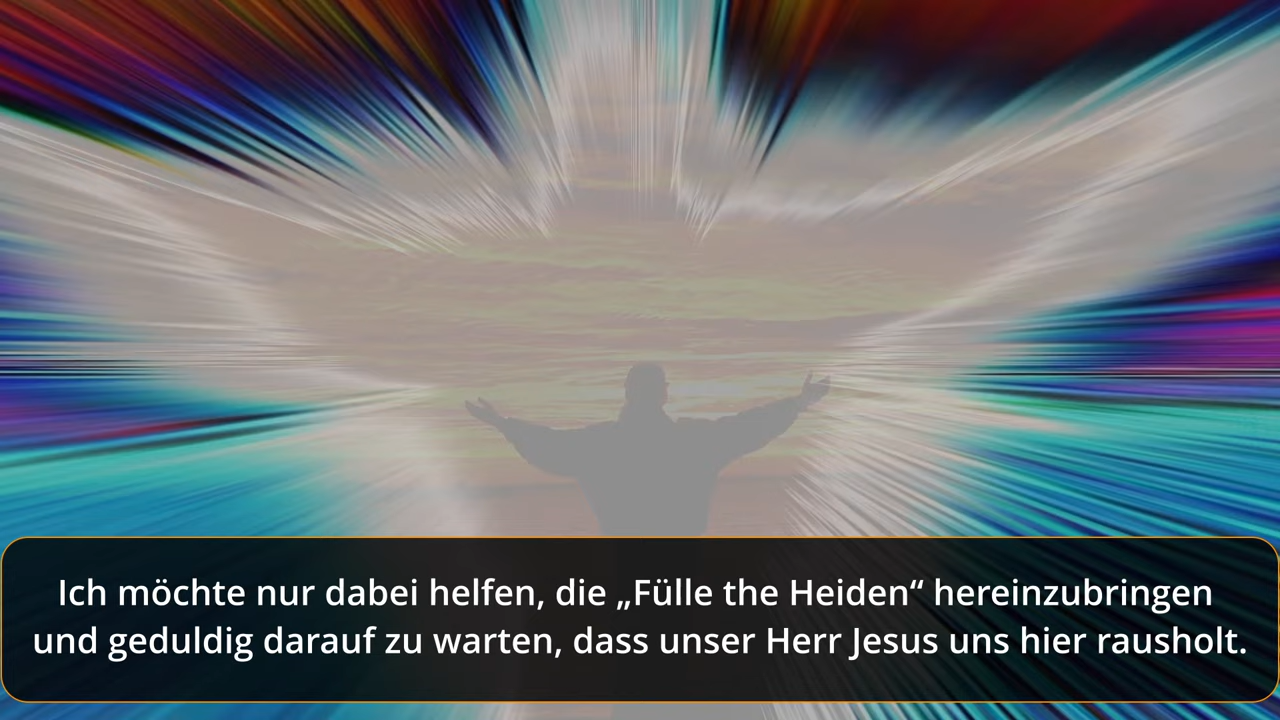 Ich möchte nur dabei helfen, die „Fülle the Heiden“ hereinzubringen
und geduldig darauf zu warten, dass unser Herr Jesus uns hier rausholt.